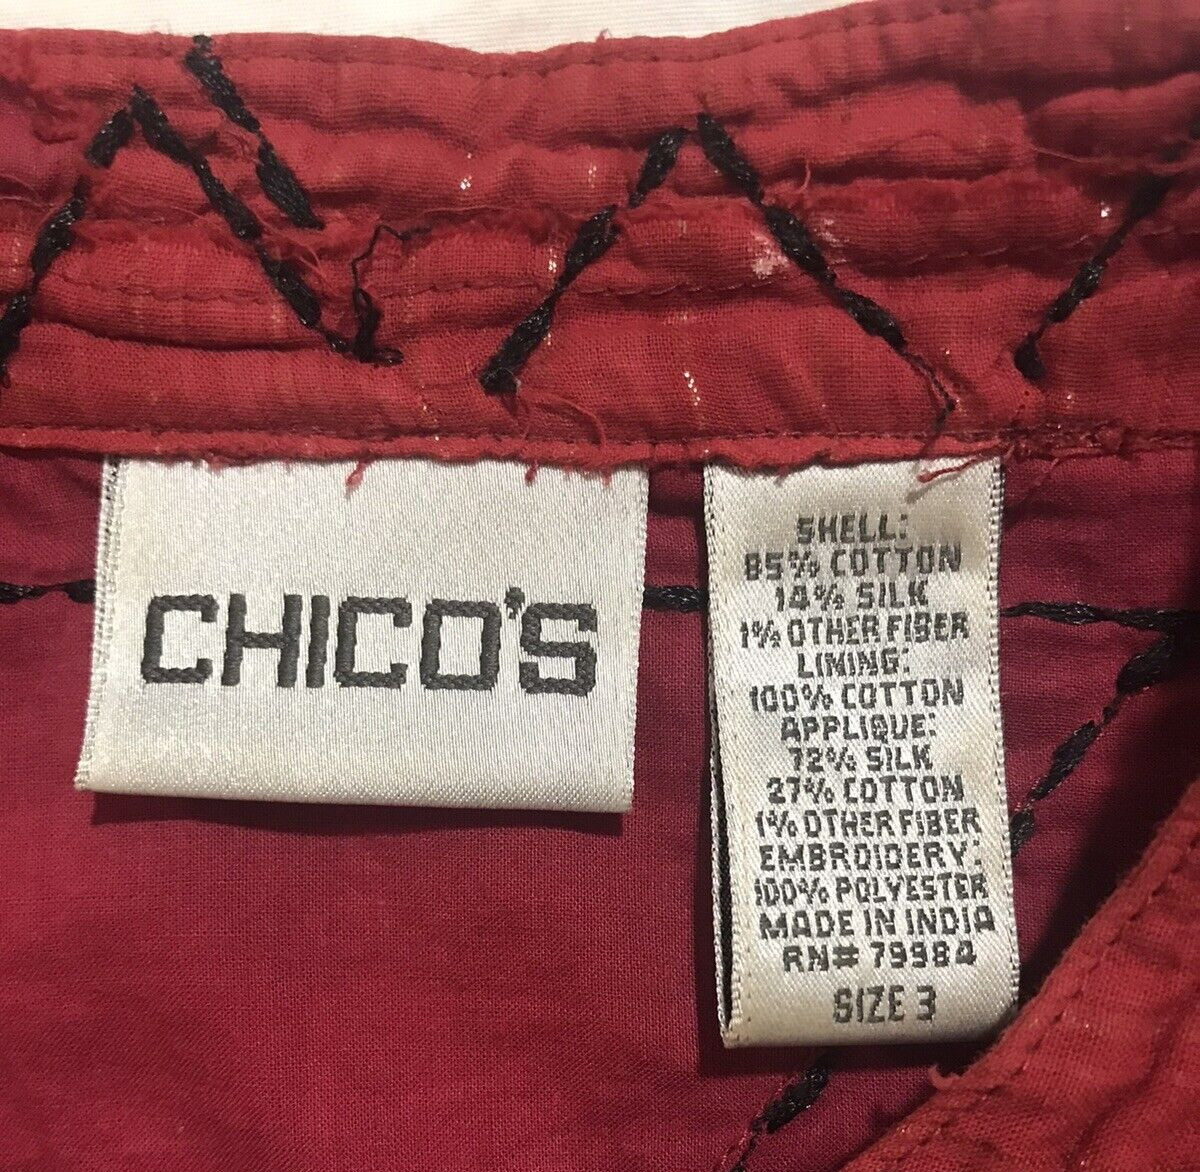 CHICO'S
SHELL:
85% COTTON
14% SILK
1% OTHER FIBER
LINING:
100% COTTON
APPLIQUE:
72% SILK
27% COTTON
1% OTHER FIBER
EMBROIDERY:
100% POLYESTER
MADE IN INDIA
RN# 79984
SIZE 3